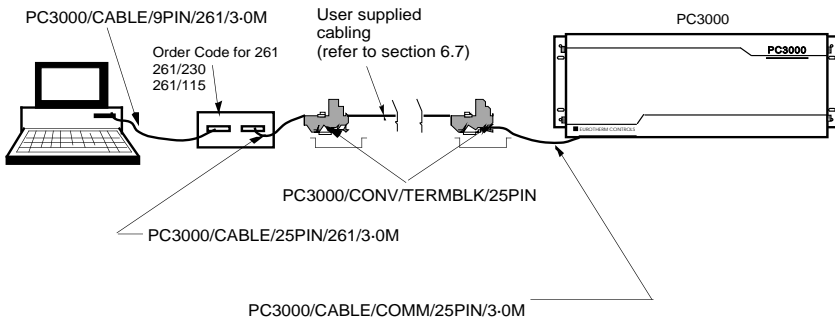 PC3000/CABLE/9PIN/261/3·0M
User supplied
cabling
(refer to section 6.7)
PC3000
Order Code for 261
261/230
261/115
PC3000
EUROTHERM CONTROLS
PC3000/CONV/TERMBLK/25PIN
PC3000/CABLE/25PIN/261/3·0M
PC3000/CABLE/COMM/25PIN/3·0M